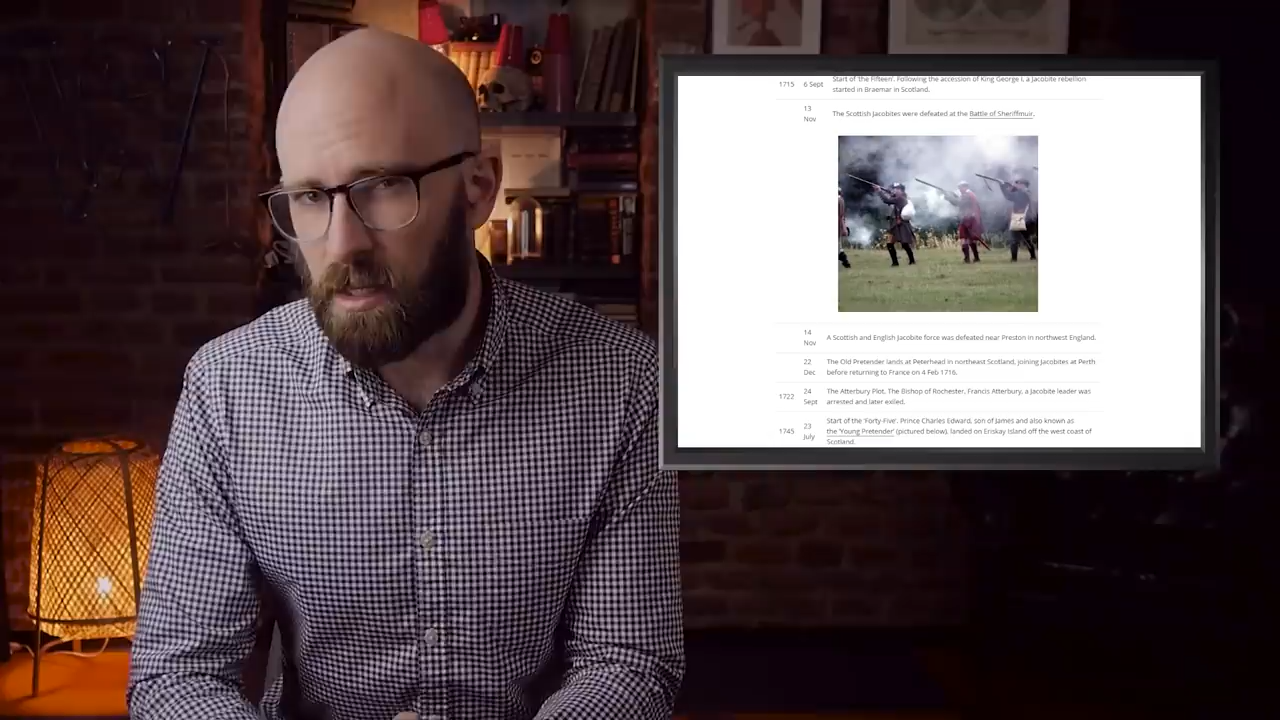 Start of 'the Fifteen'. Following the accession of King George I, a Jacobite rebellion
1715 6 Sept
started in Braemar in Scotland.
13
The Scottish Jacobites were defeated at the Battle of Sheriffmuir.
Nov
14
A Scottish and English Jacobite force was defeated near Preston in northwest England.
Nov
22 The Old Pretender lands at Peterhead in northeast Scotland, joining Jacobites at Perth
Dec before returning to France on 4 Feb 1716.
24 The Atterbury Plot. The Bishop of Rochester, Francis Atterbury, a Jacobite leader was
1722
Sept arrested and later exiled.
Start of the 'Forty-Five'. Prince Charles Edward, son of James and also known as
23
1745 the 'Young Pretender' (pictured below), landed on Eriskay Island off the west coast of
July
Scotland.